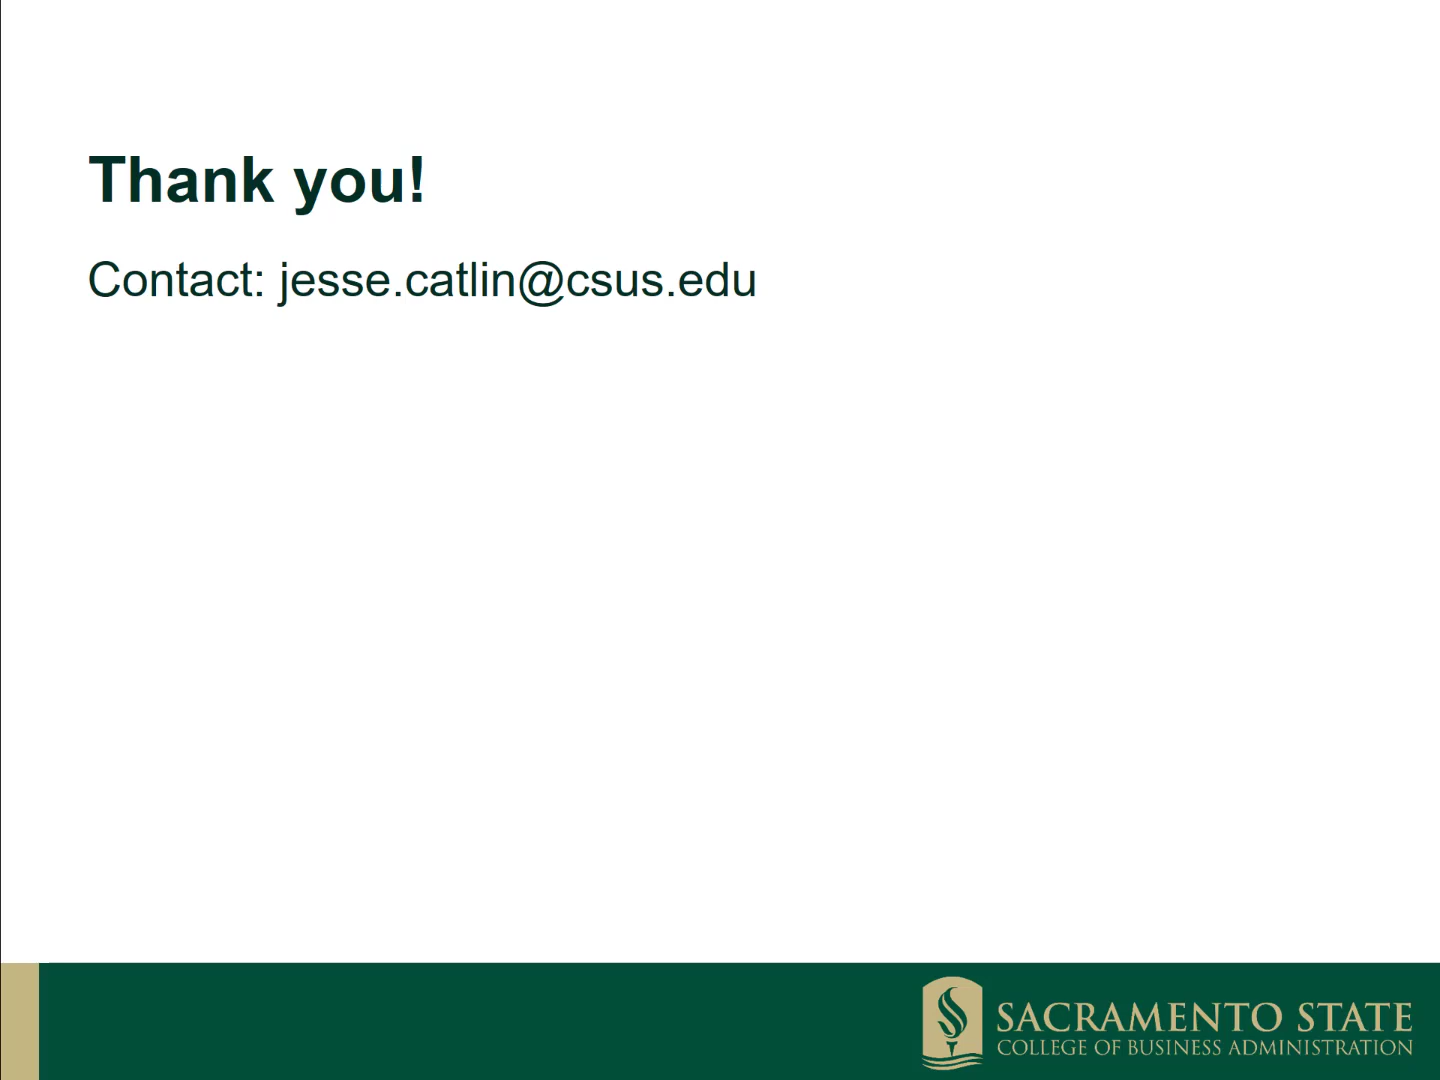 Thank you!
Contact: jesse.catlin@csus.edu
SACRAMENTO STATE
COLLEGE OF BUSINESS ADMINISTRATION